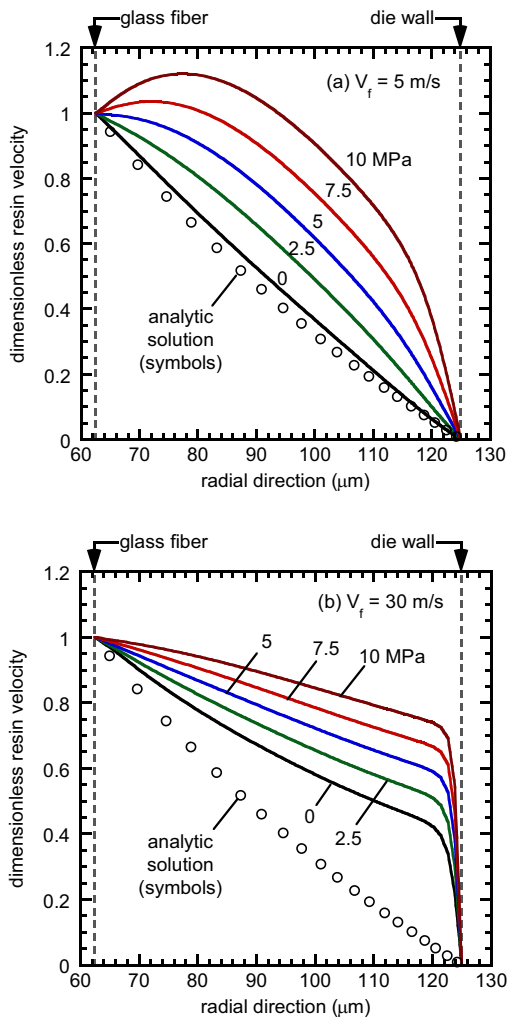 glass fiber
die wall
1.2
1
0.8
0.6
0.4
0.2
0
dimensionless resin velocity
(a) V_f = 5 m/s
10 MPa
7.5
5
2.5
0
analytic
solution
(symbols)
60 70 80 90 100 110 120 130
radial direction (μm)
glass fiber
die wall
1.2
1
0.8
0.6
0.4
0.2
0
dimensionless resin velocity
(b) V_f = 30 m/s
5
7.5
10 MPa
0
2.5
analytic
solution
(symbols)
60 70 80 90 100 110 120 130
radial direction (μm)